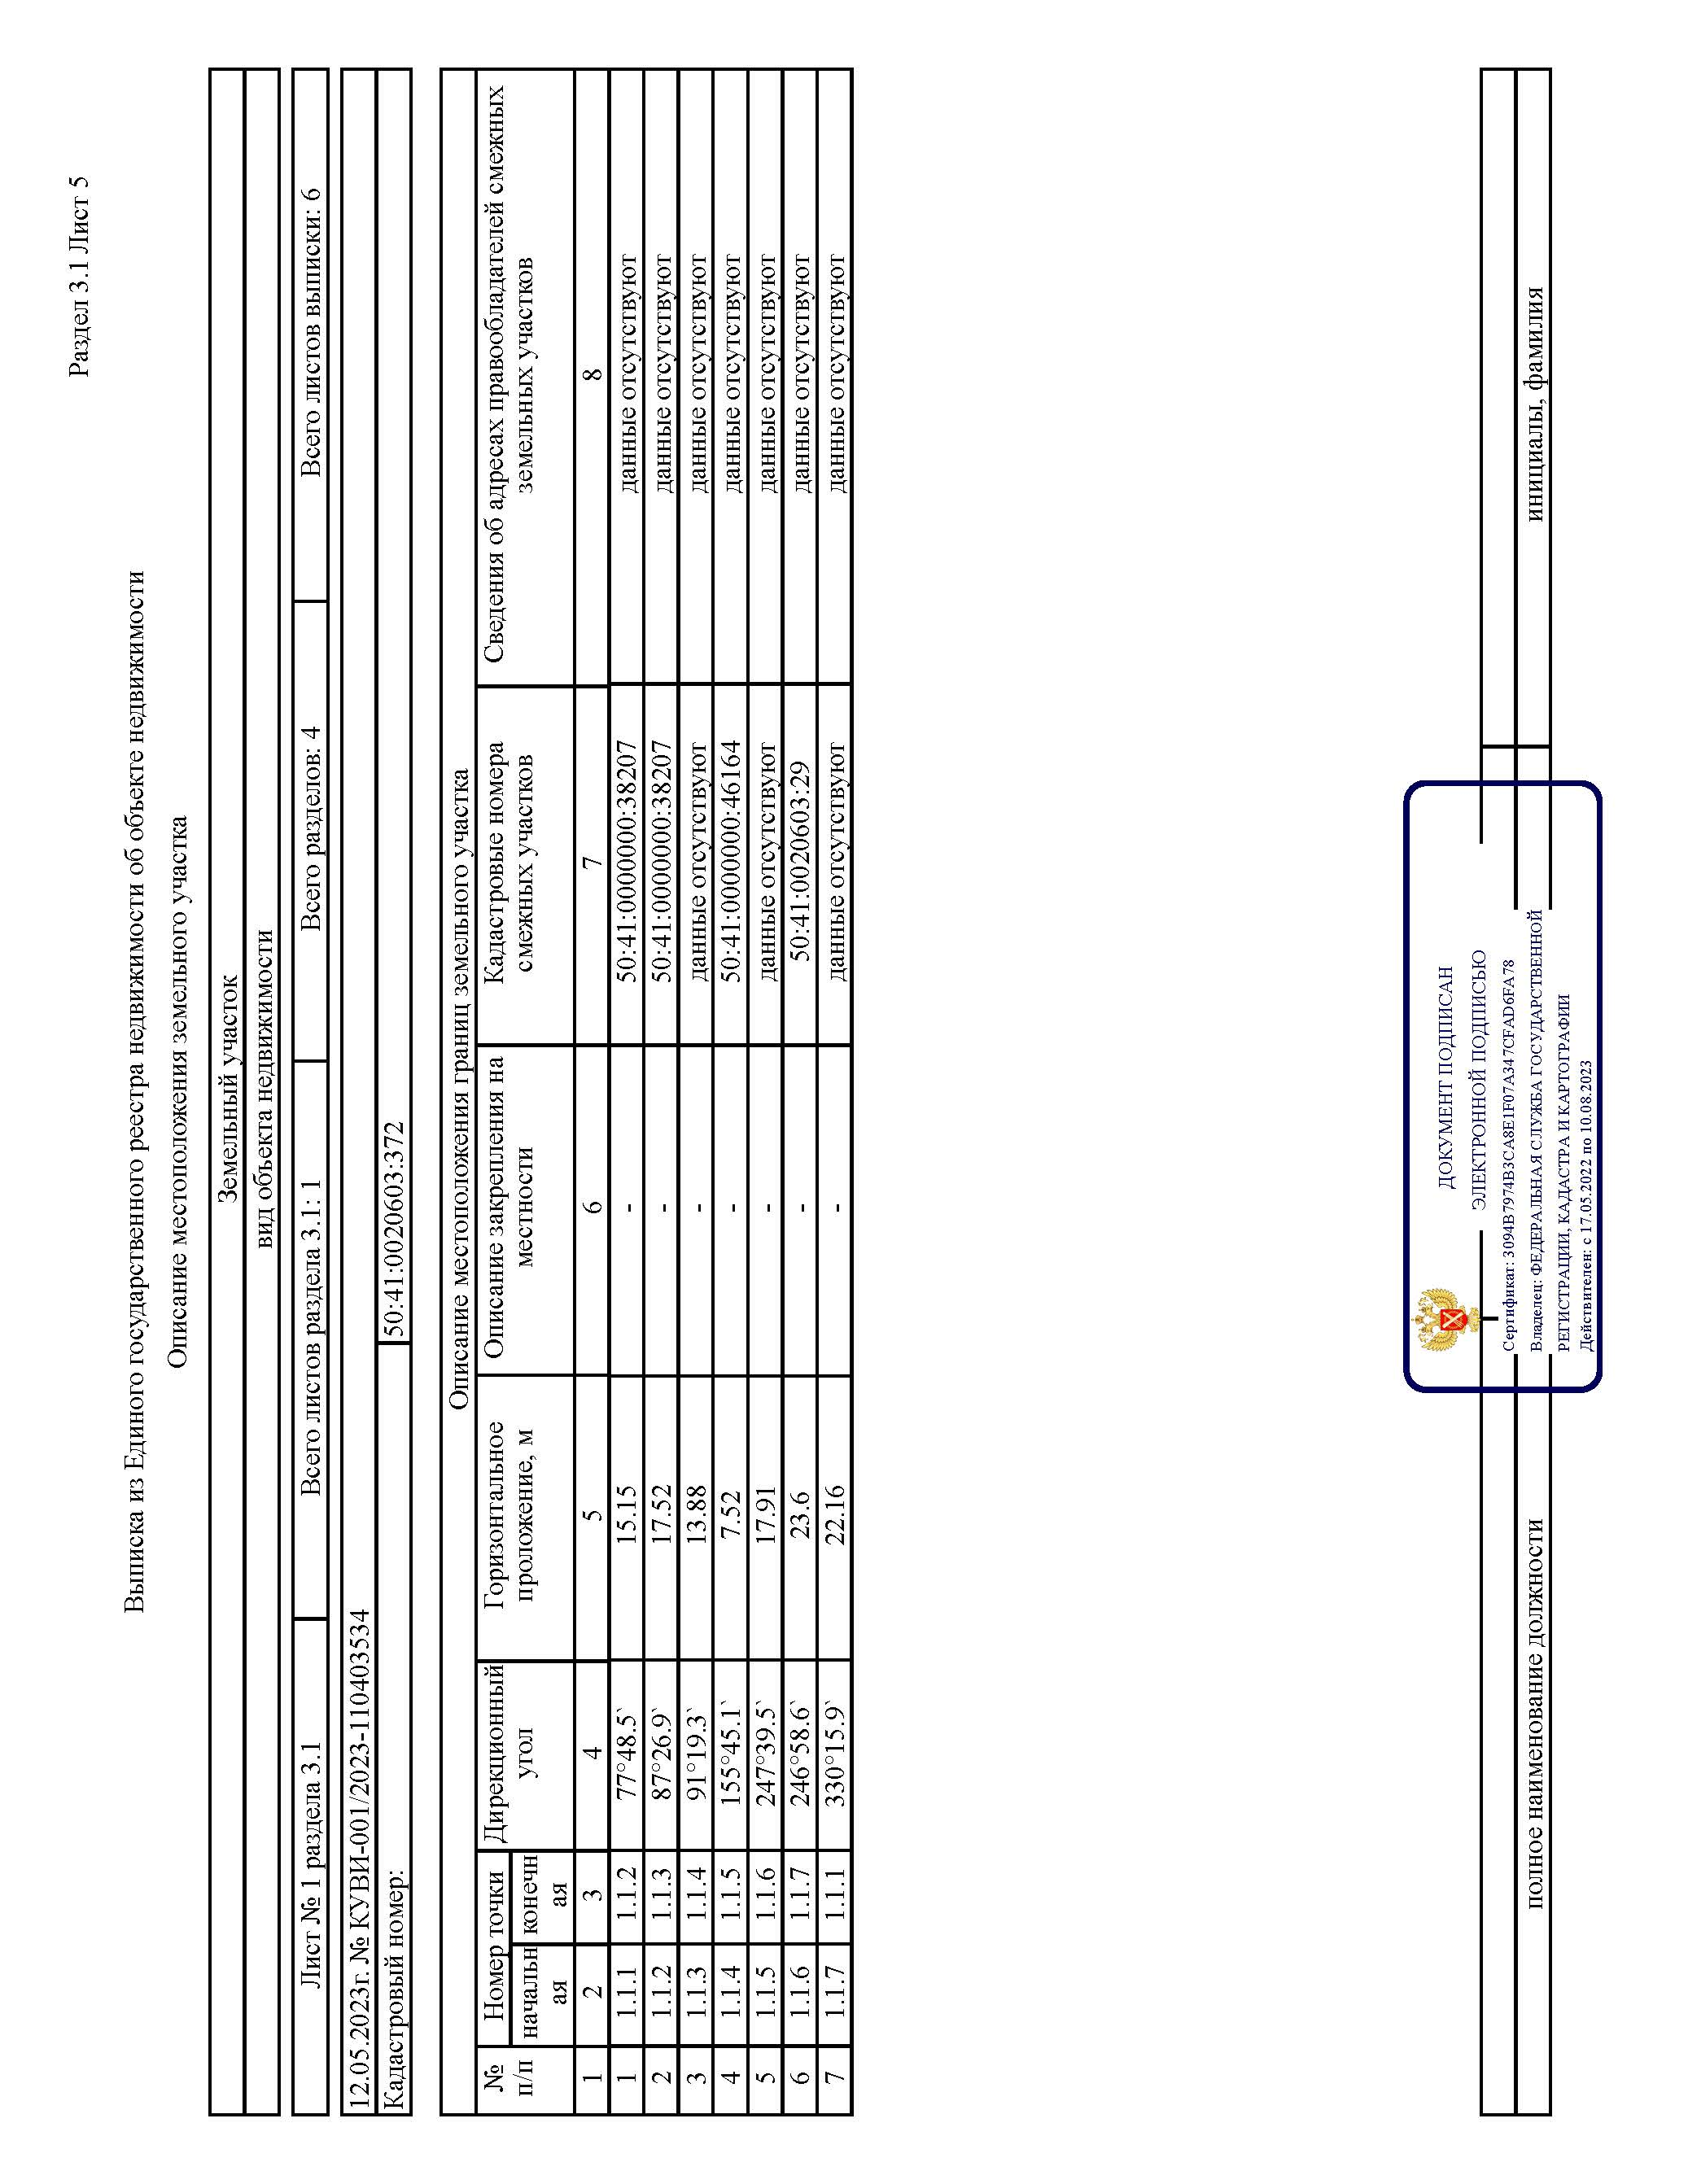 Раздел 3.1 Лист 5
Выписка из Единого государственного реестра недвижимости об объекте недвижимости
Описание местоположения земельного участка
Земельный участок
вид объекта недвижимости
Лист № 1 раздела 3.1 Всего листов раздела 3.1: 1 Всего разделов: 4 Всего листов выписки: 6
12.05.2023г. № КУВИ-001/2023-110403534
Кадастровый номер: 50:41:0020603:372
Описание местоположения границ земельного участка
№ Номер точки Дирекционный Горизонтальное Описание закрепления на Кадастровые номера Сведения об адресах правообладателей смежных
п/п начальн конечн угол проложение, м местности смежных участков земельных участков
ая ая
1 2 3 4 5 6 7 8
1 1.1.1 1.1.2 77°48.5` 15.15 - 50:41:0000000:38207 данные отсутствуют
2 1.1.2 1.1.3 87°26.9` 17.52 - 50:41:0000000:38207 данные отсутствуют
3 1.1.3 1.1.4 91°19.3` 13.88 - данные отсутствуют данные отсутствуют
4 1.1.4 1.1.5 155°45.1` 7.52 - 50:41:0000000:46164 данные отсутствуют
5 1.1.5 1.1.6 247°39.5` 17.91 - данные отсутствуют данные отсутствуют
6 1.1.6 1.1.7 246°58.6` 23.6 - 50:41:0020603:29 данные отсутствуют
7 1.1.7 1.1.1 330°15.9` 22.16 - данные отсутствуют данные отсутствуют
ДОКУМЕНТ ПОДПИСАН
ЭЛЕКТРОННОЙ ПОДПИСЬЮ
Сертификат: 3094B7974B3CA8E1F07A347CFAD6FA78
Владелец: ФЕДЕРАЛЬНАЯ СЛУЖБА ГОСУДАРСТВЕННОЙ
РЕГИСТРАЦИИ, КАДАСТРА И КАРТОГРАФИИ
Действителен: с 17.05.2022 по 10.08.2023
полное наименование должности инициалы, фамилия